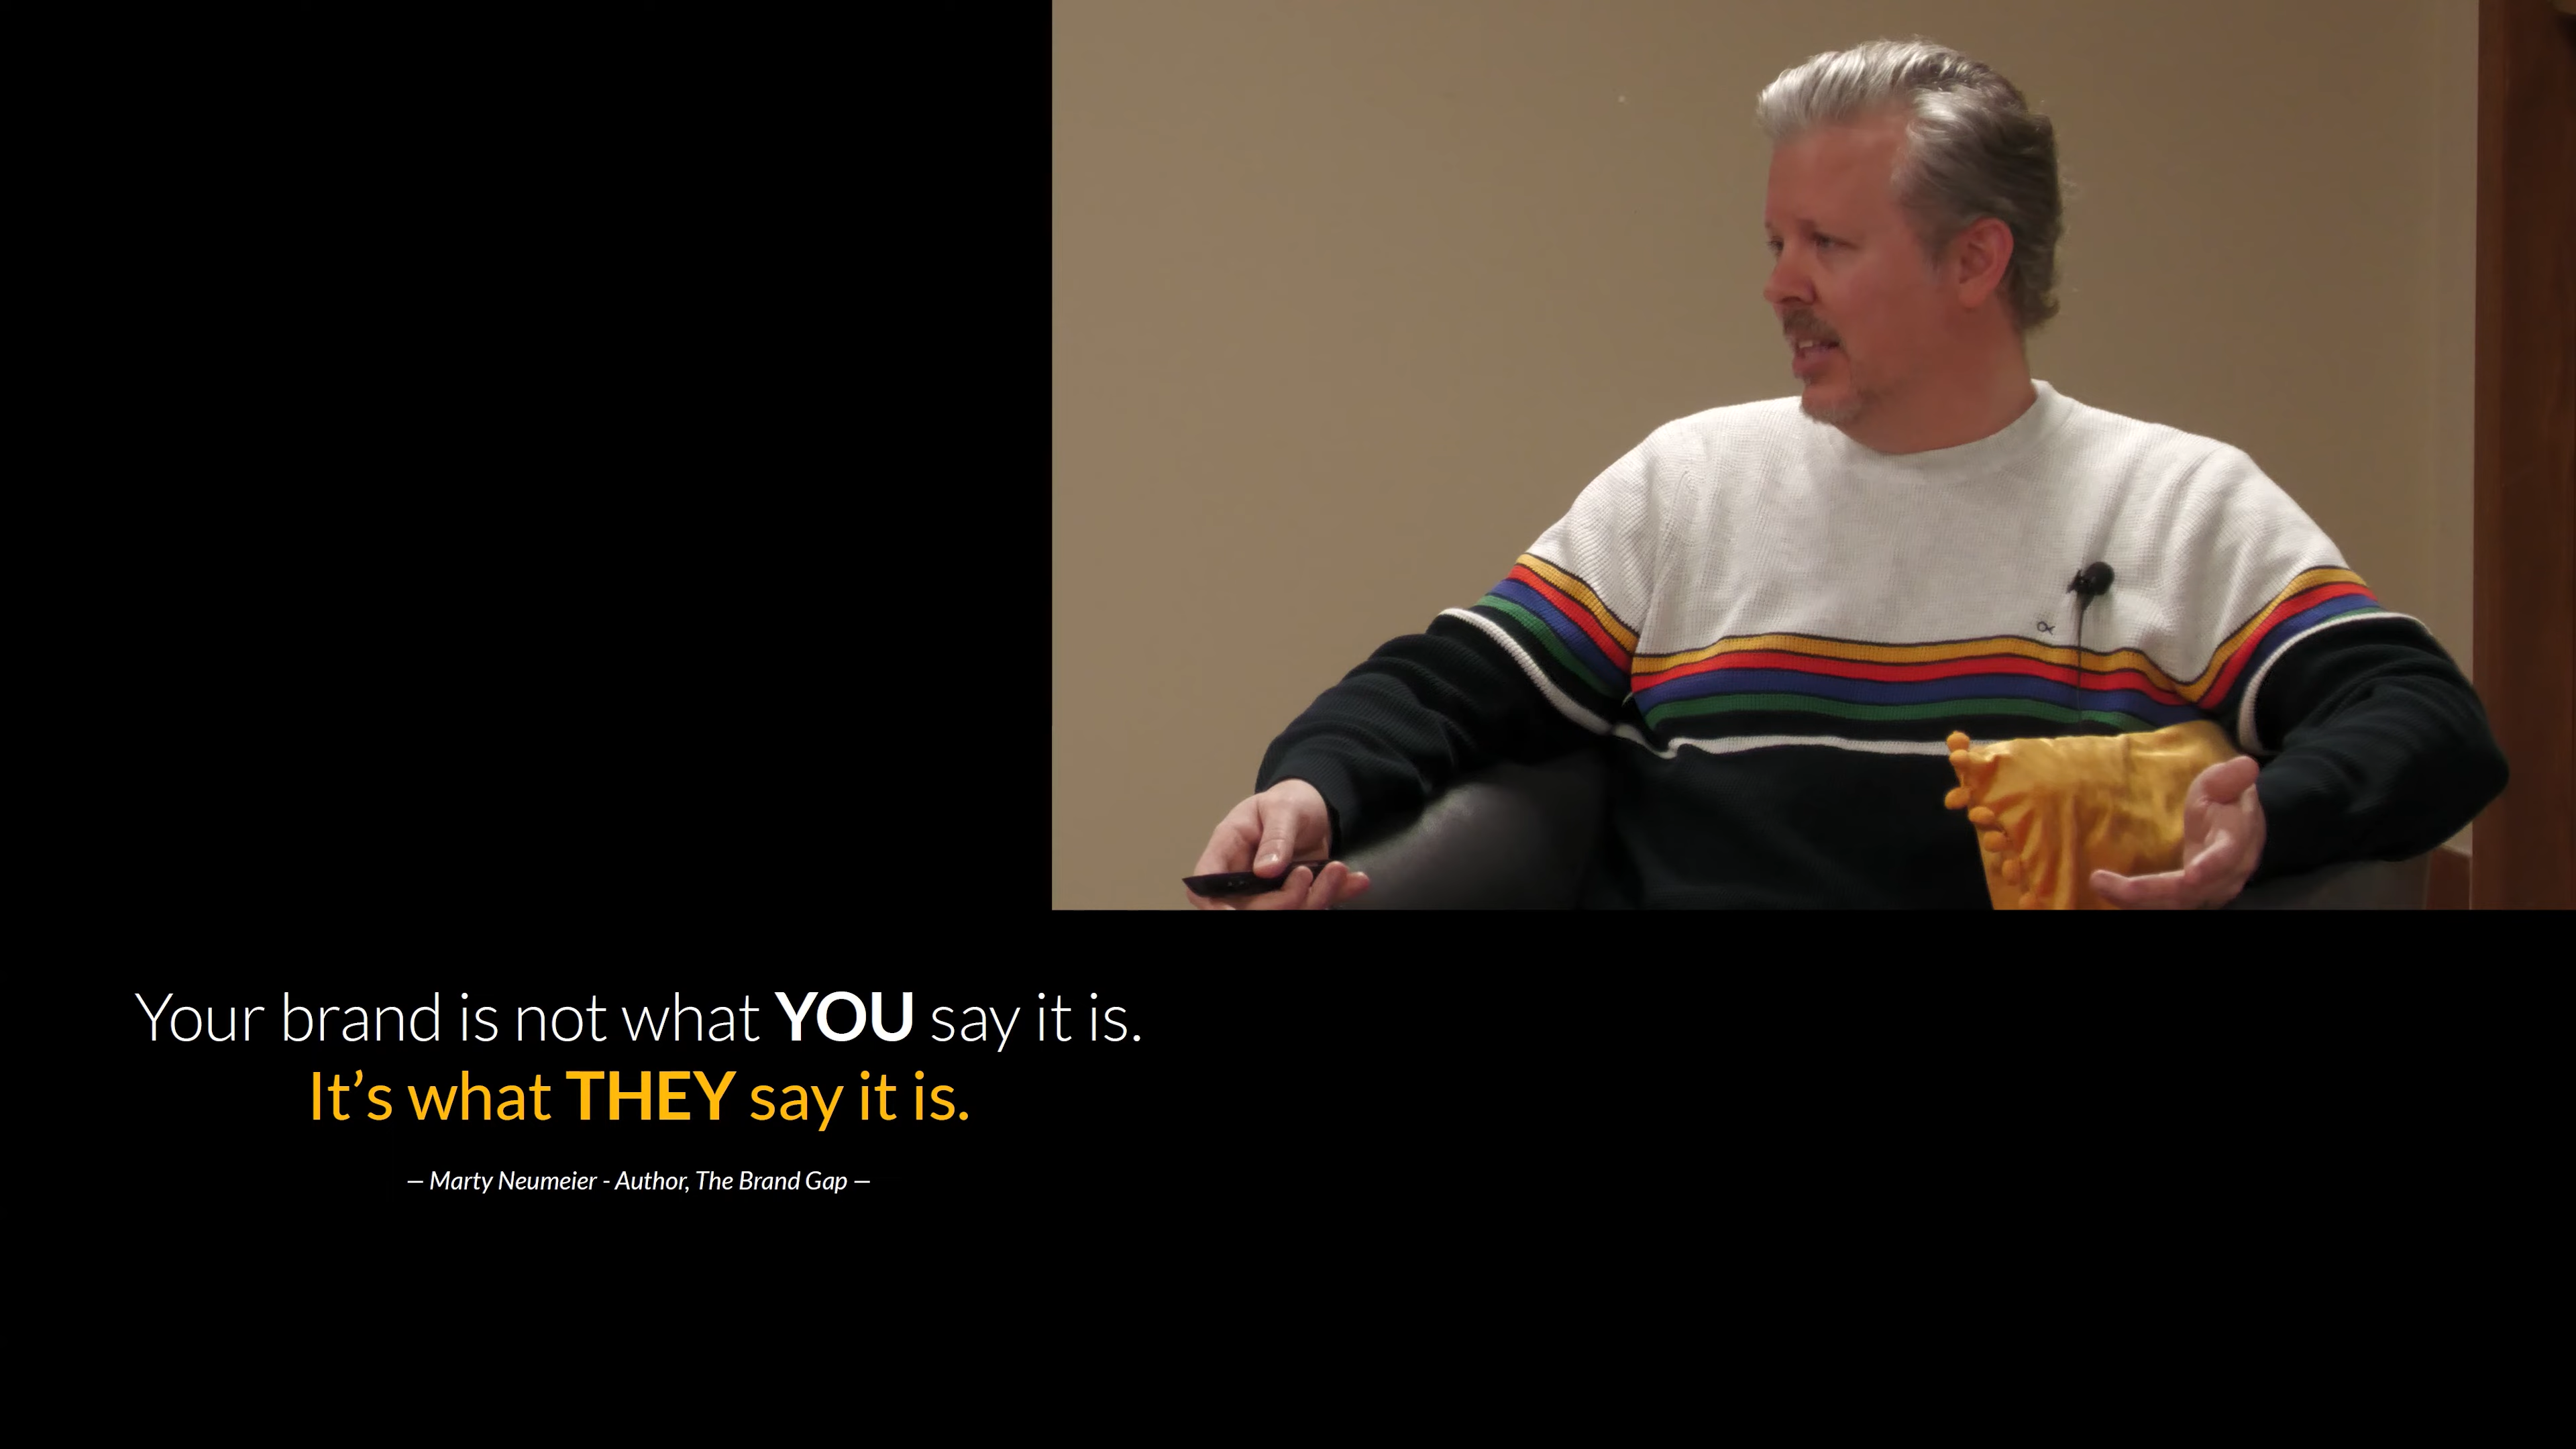 Your brand is not what YOU say it is.
It’s what THEY say it is.
— Marty Neumeier - Author, The Brand Gap —